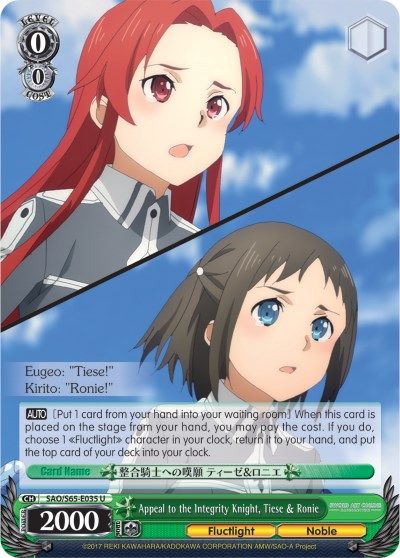 LEVEL
0
0
COST
Eugeo: "Tiese!"
Kirito: "Ronie!"
AUTO [Put 1 card from your hand into your waiting room] When this card is
placed on the stage from your hand, you may pay the cost. If you do,
choose 1 «Fluctlight» character in your clock, return it to your hand, and put
the top card of your deck into your clock.
Card Name 整合騎士への嘆願 ティーゼ&ロニエ
CH SAO/S65-E035 U
Appeal to the Integrity Knight, Tiese & Ronie
POWER 2000 SOUL
Fluctlight Noble
©2017 REKI KAWAHARA/KADOKAWA CORPORATION AMW/SAO-A Project